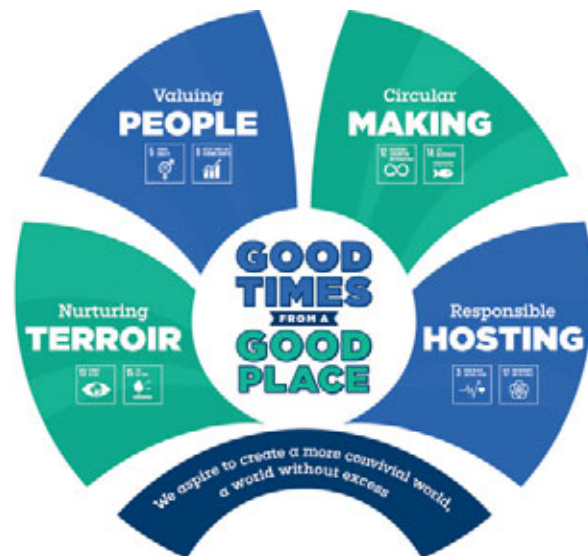 Valuing
PEOPLE
Circular
MAKING
Nurturing
TERROIR
GOOD
TIMES
FROM A
GOOD
PLACE
Responsible
HOSTING
We aspire to create a more convivial world,
a world without excess